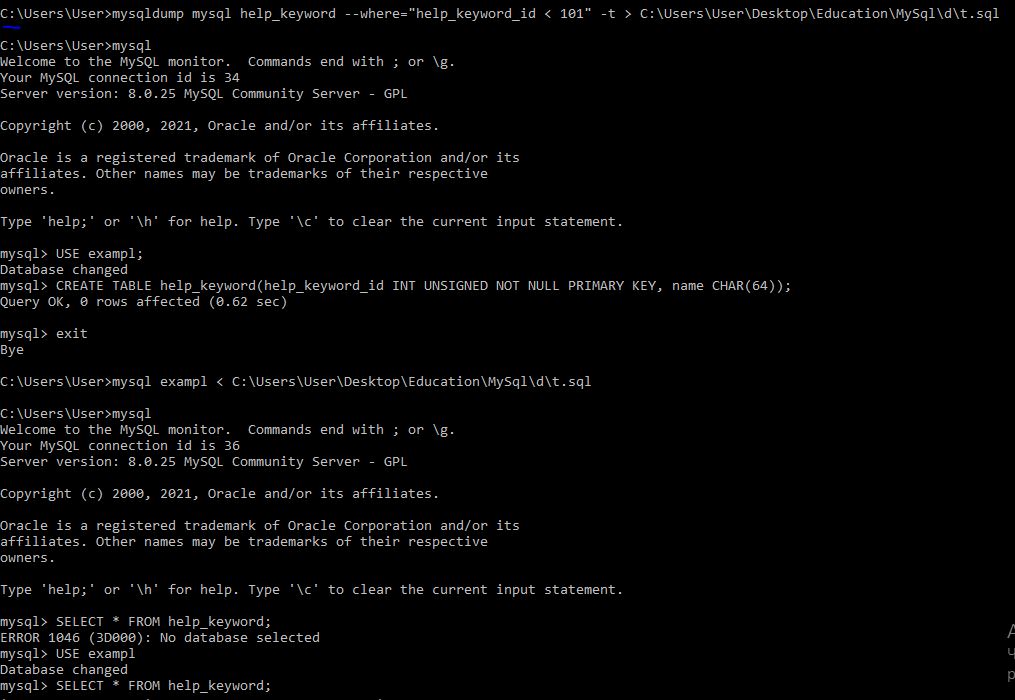 C:\Users\User>mysqldump mysql help_keyword --where="help_keyword_id < 101" -t > C:\Users\User\Desktop\Education\MySql\d\t.sql
C:\Users\User>mysql
Welcome to the MySQL monitor.  Commands end with ; or \g.
Your MySQL connection id is 34
Server version: 8.0.25 MySQL Community Server - GPL
Copyright (c) 2000, 2021, Oracle and/or its affiliates.
Oracle is a registered trademark of Oracle Corporation and/or its
affiliates. Other names may be trademarks of their respective
owners.
Type 'help;' or '\h' for help. Type '\c' to clear the current input statement.
mysql> USE exampl;
Database changed
mysql> CREATE TABLE help_keyword(help_keyword_id INT UNSIGNED NOT NULL PRIMARY KEY, name CHAR(64));
Query OK, 0 rows affected (0.62 sec)
mysql> exit
Bye
C:\Users\User>mysql exampl < C:\Users\User\Desktop\Education\MySql\d\t.sql
C:\Users\User>mysql
Welcome to the MySQL monitor.  Commands end with ; or \g.
Your MySQL connection id is 36
Server version: 8.0.25 MySQL Community Server - GPL
Copyright (c) 2000, 2021, Oracle and/or its affiliates.
Oracle is a registered trademark of Oracle Corporation and/or its
affiliates. Other names may be trademarks of their respective
owners.
Type 'help;' or '\h' for help. Type '\c' to clear the current input statement.
mysql> SELECT * FROM help_keyword;
ERROR 1046 (3D000): No database selected
mysql> USE exampl
Database changed
mysql> SELECT * FROM help_keyword;